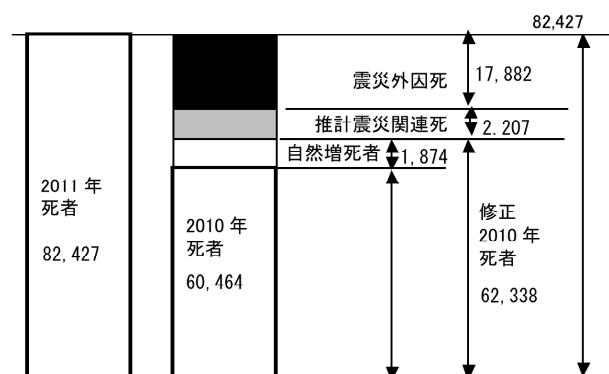 82,427
震災外因死 17,882
推計震災関連死 2.207
自然増死者 1,874
2011 年
死者
82,427
2010 年
死者
60,464
修正
2010 年
死者
62,338